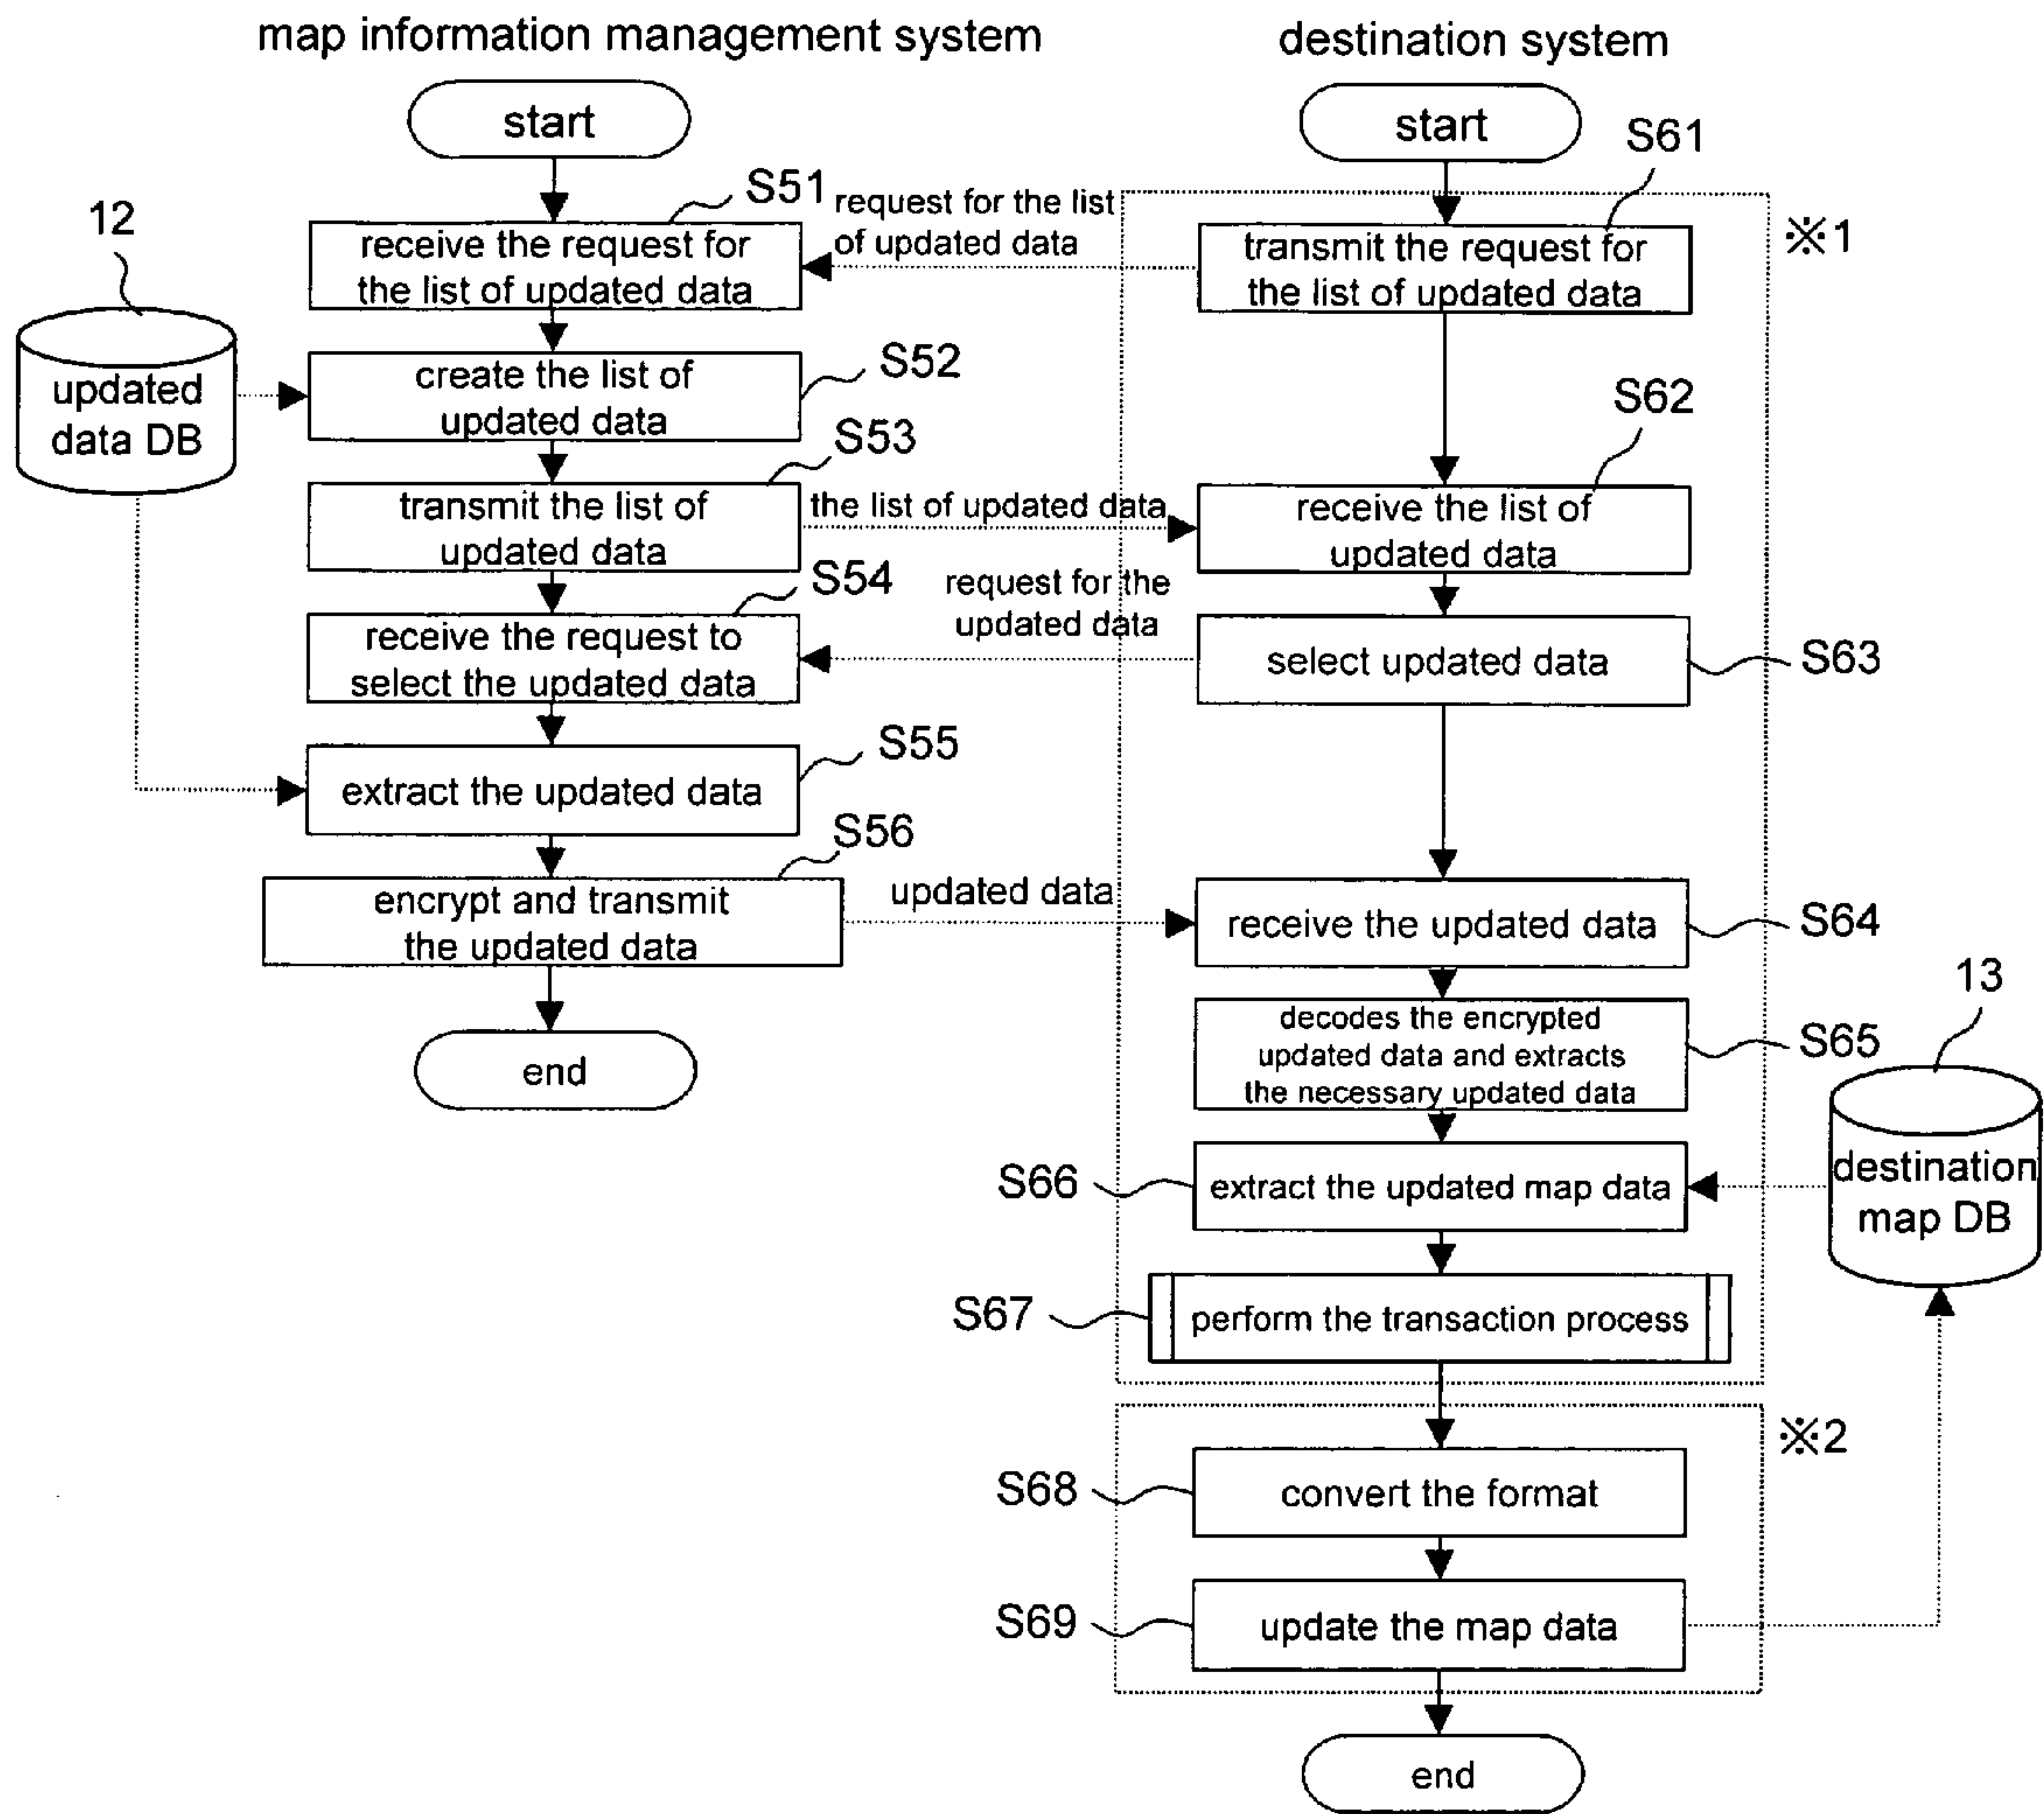 map information management system
destination system
start
start
S61
S51
request for the list
of updated data
12
receive the request for
the list of updated data
transmit the request for
the list of updated data
※1
S52
create the list of
updated data
updated
data DB
S62
S53
transmit the list of
updated data
the list of updated data
receive the list of
updated data
S54
request for the
updated data
receive the request to
select the updated data
select updated data
S63
S55
extract the updated data
S56
encrypt and transmit
the updated data
updated data
receive the updated data
S64
13
end
decodes the encrypted
updated data and extracts
the necessary updated data
S65
destination
map DB
S66
extract the updated map data
S67
perform the transaction process
※2
S68
convert the format
S69
update the map data
end